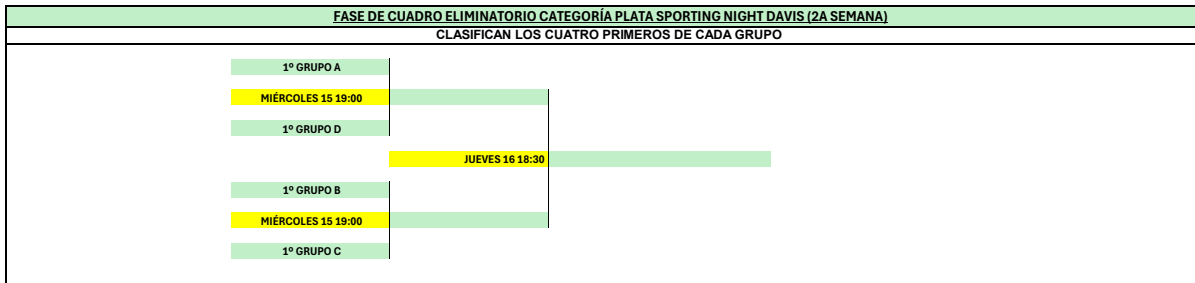 FASE DE CUADRO ELIMINATORIO CATEGORÍA PLATA SPORTING NIGHT DAVIS (2A SEMANA)
CLASIFICAN LOS CUATRO PRIMEROS DE CADA GRUPO
1º GRUPO A
MIÉRCOLES 15 19:00
1º GRUPO D
JUEVES 16 18:30
1º GRUPO B
MIÉRCOLES 15 19:00
1º GRUPO C